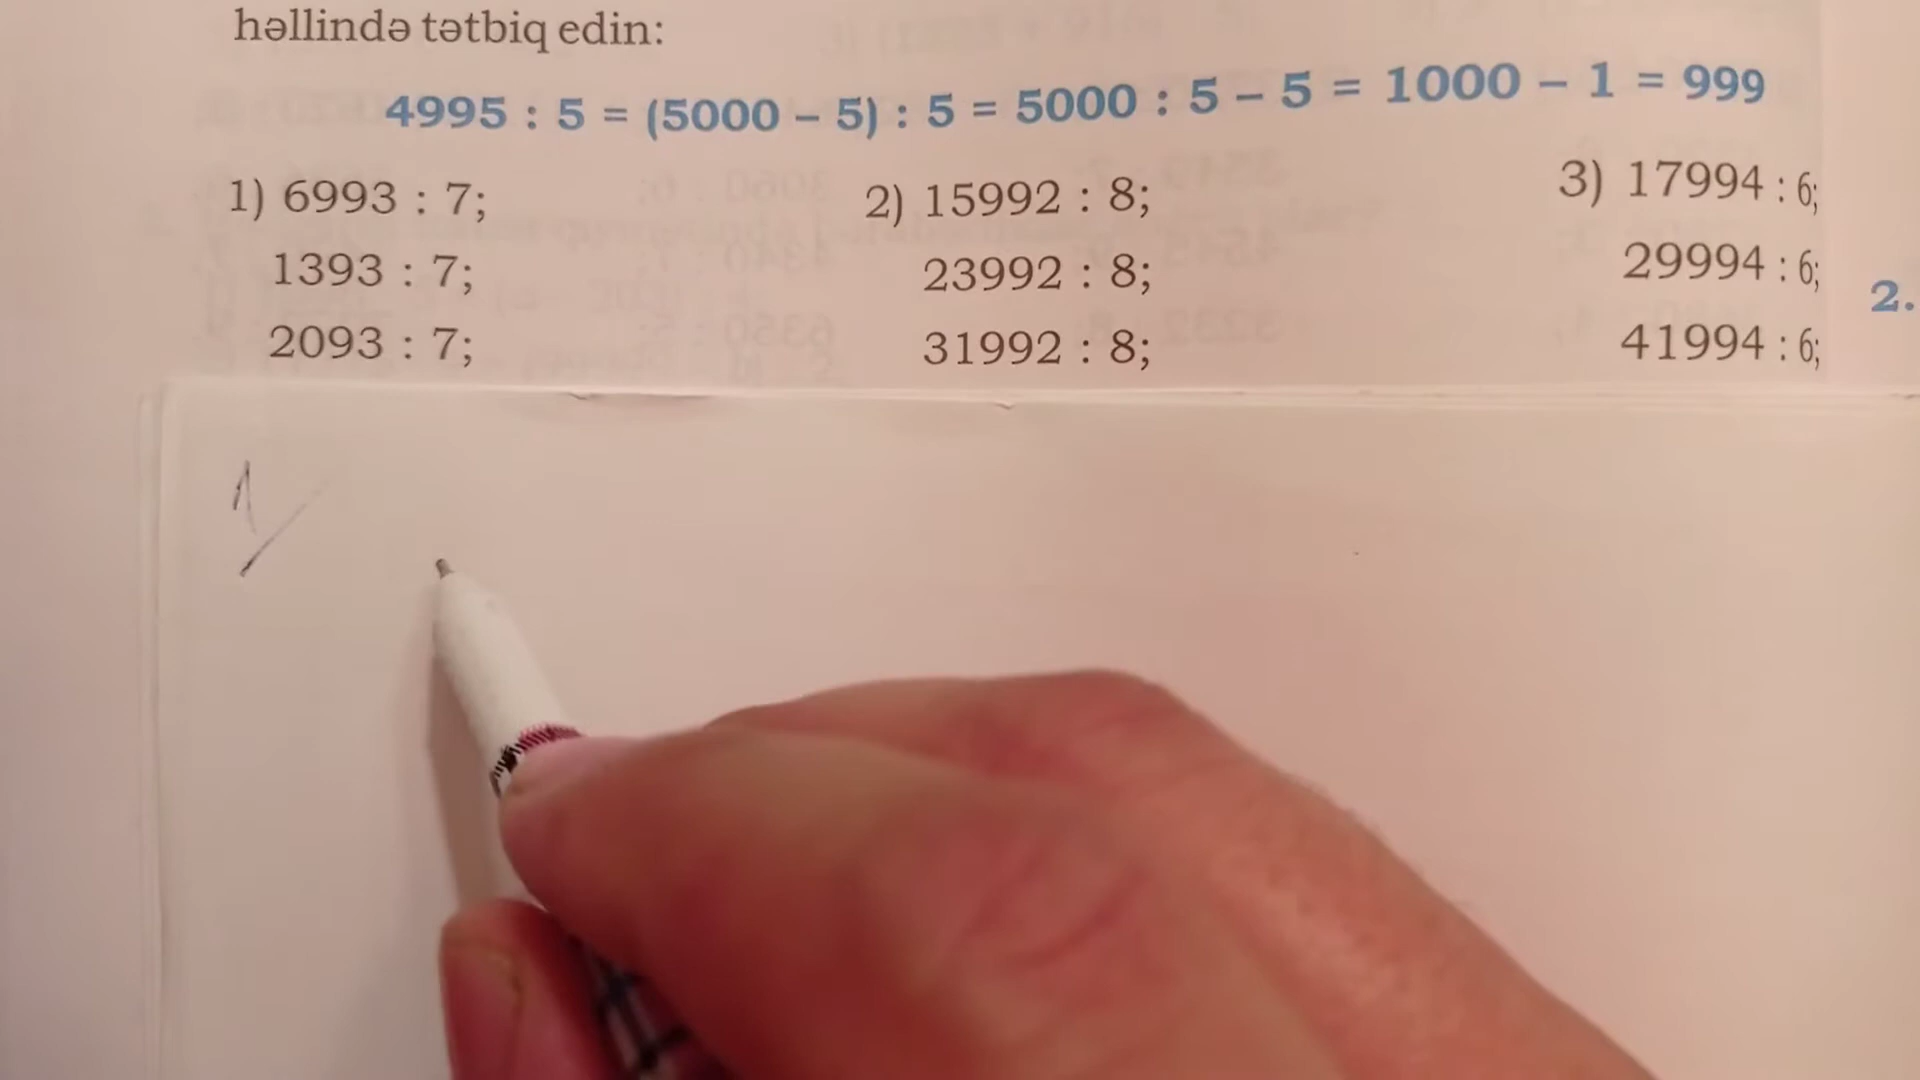 həllində tətbiq edin:
4995 : 5 = (5000 – 5) : 5 = 5000 : 5 – 5 = 1000 – 1 = 999
1) 6993 : 7; 2) 15992 : 8; 3) 17994 : 6;
1393 : 7; 23992 : 8; 29994 : 6;
2.
2093 : 7; 31992 : 8; 41994 : 6;
1/